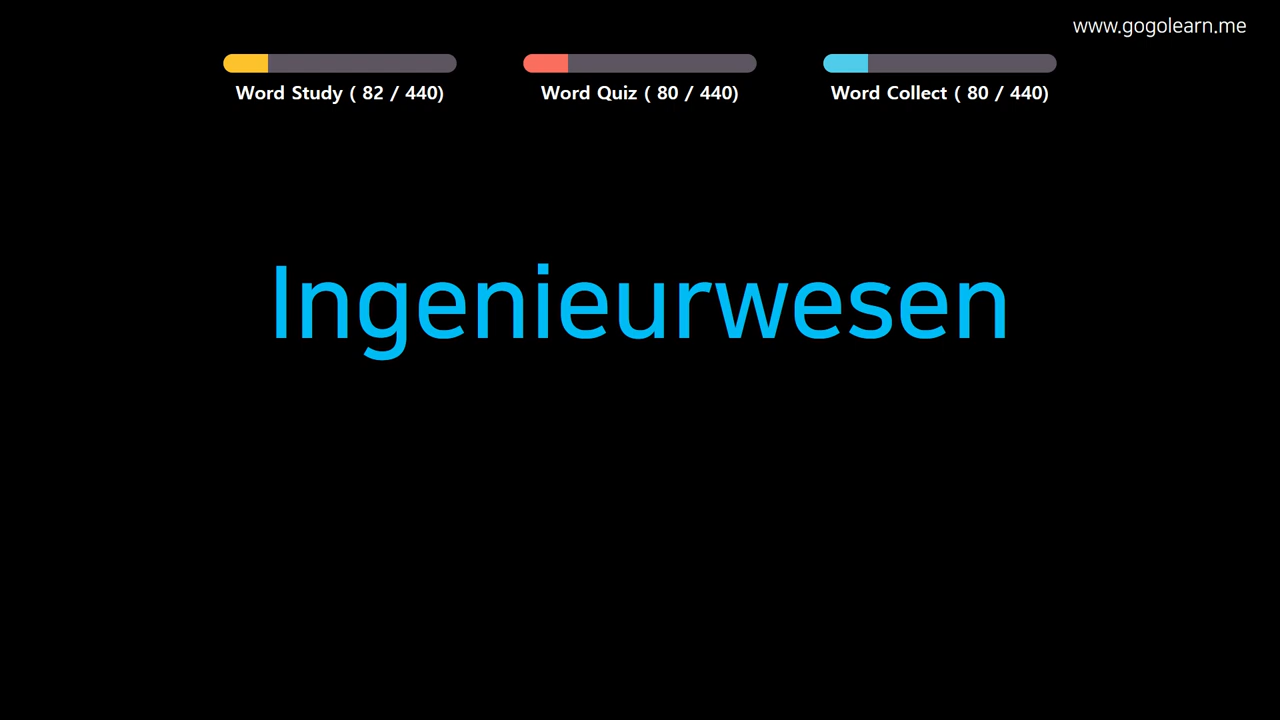 www.gogolearn.me
Word Study ( 82 / 440)
Word Quiz ( 80 / 440)
Word Collect ( 80 / 440)
Ingenieurwesen